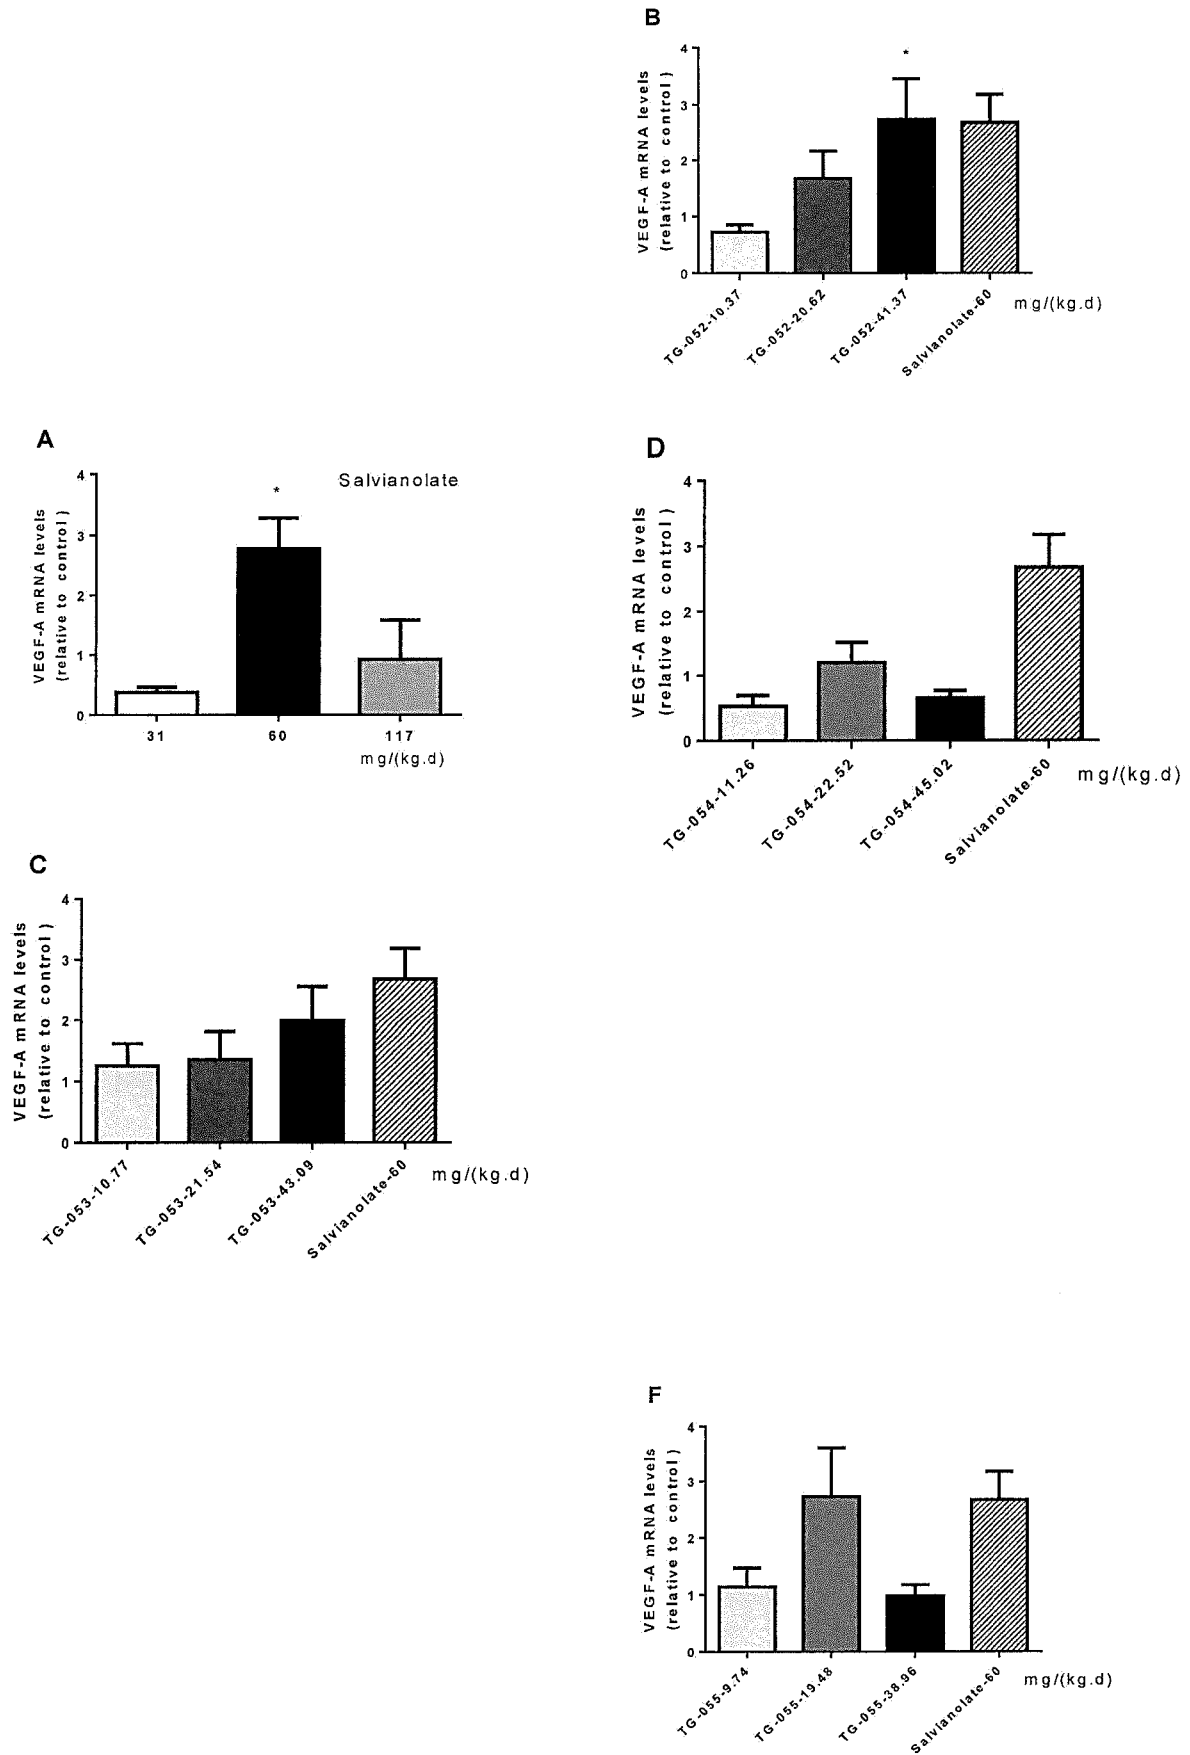 B
VEGF-A mRNA levels
(relative to control)
4
3
2
1
0
*
TG-052-10.37
TG-052-20.62
TG-052-41.37
Salvianolate-60
mg/(kg.d)
A
VEGF-A mRNA levels
(relative to control)
4
3
2
1
0
*
Salvianolate
31
60
117
mg/(kg.d)
D
VEGF-A mRNA levels
(relative to control)
4
3
2
1
0
TG-054-11.26
TG-054-22.52
TG-054-45.02
Salvianolate-60
mg/(kg.d)
C
VEGF-A mRNA levels
(relative to control)
4
3
2
1
0
TG-053-10.77
TG-053-21.54
TG-053-43.09
Salvianolate-60
mg/(kg.d)
F
VEGF-A mRNA levels
(relative to control)
4
3
2
1
0
TG-055-9.74
TG-055-19.48
TG-055-38.96
Salvianolate-60
mg/(kg.d)